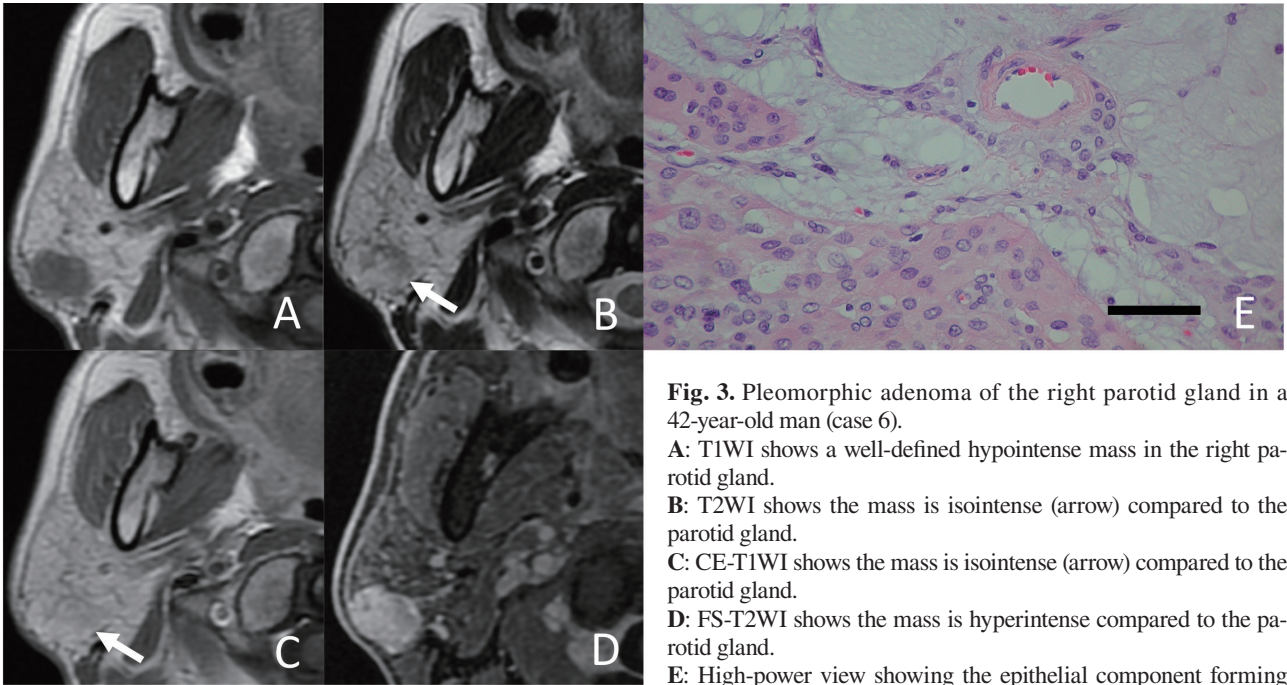 A
B
E
C
D
Fig. 3. Pleomorphic adenoma of the right parotid gland in a
42-year-old man (case 6).
A: T1WI shows a well-defined hypointense mass in the right pa-
rotid gland.
B: T2WI shows the mass is isointense (arrow) compared to the
parotid gland.
C: CE-T1WI shows the mass is isointense (arrow) compared to the
parotid gland.
D: FS-T2WI shows the mass is hyperintense compared to the pa-
rotid gland.
E: High-power view showing the epithelial component forming